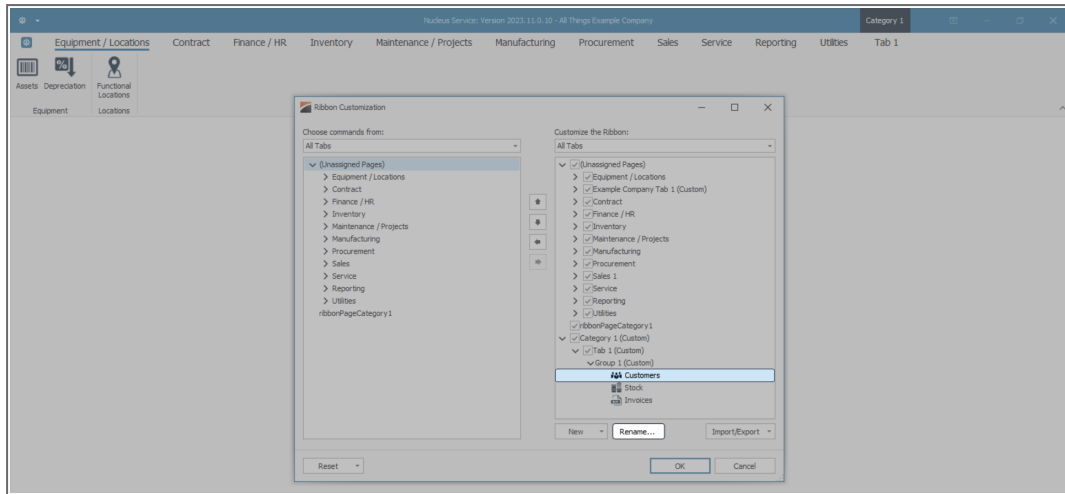 Nucleus Service: Version 2023.11.0.10 - All Things Example Company
Category 1
Equipment / Locations Contract Finance / HR Inventory Maintenance / Projects Manufacturing Procurement Sales Service Reporting Utilities Tab 1
Assets Depreciation Functional Locations
Equipment Locations
Ribbon Customization
Choose commands from: Customize the Ribbon:
All Tabs All Tabs
(Unassigned Pages)
Equipment / Locations
Contract
Finance / HR
Inventory
Maintenance / Projects
Manufacturing
Procurement
Sales
Service
Reporting
Utilities
ribbonPageCategory1
(Unassigned Pages)
Equipment / Locations
Example Company Tab 1 (Custom)
Contract
Finance / HR
Inventory
Maintenance / Projects
Manufacturing
Procurement
Sales 1
Service
Reporting
Utilities
ribbonPageCategory1
Category 1 (Custom)
Tab 1 (Custom)
Group 1 (Custom)
Customers
Stock
Invoices
New Rename... Import/Export
Reset OK Cancel